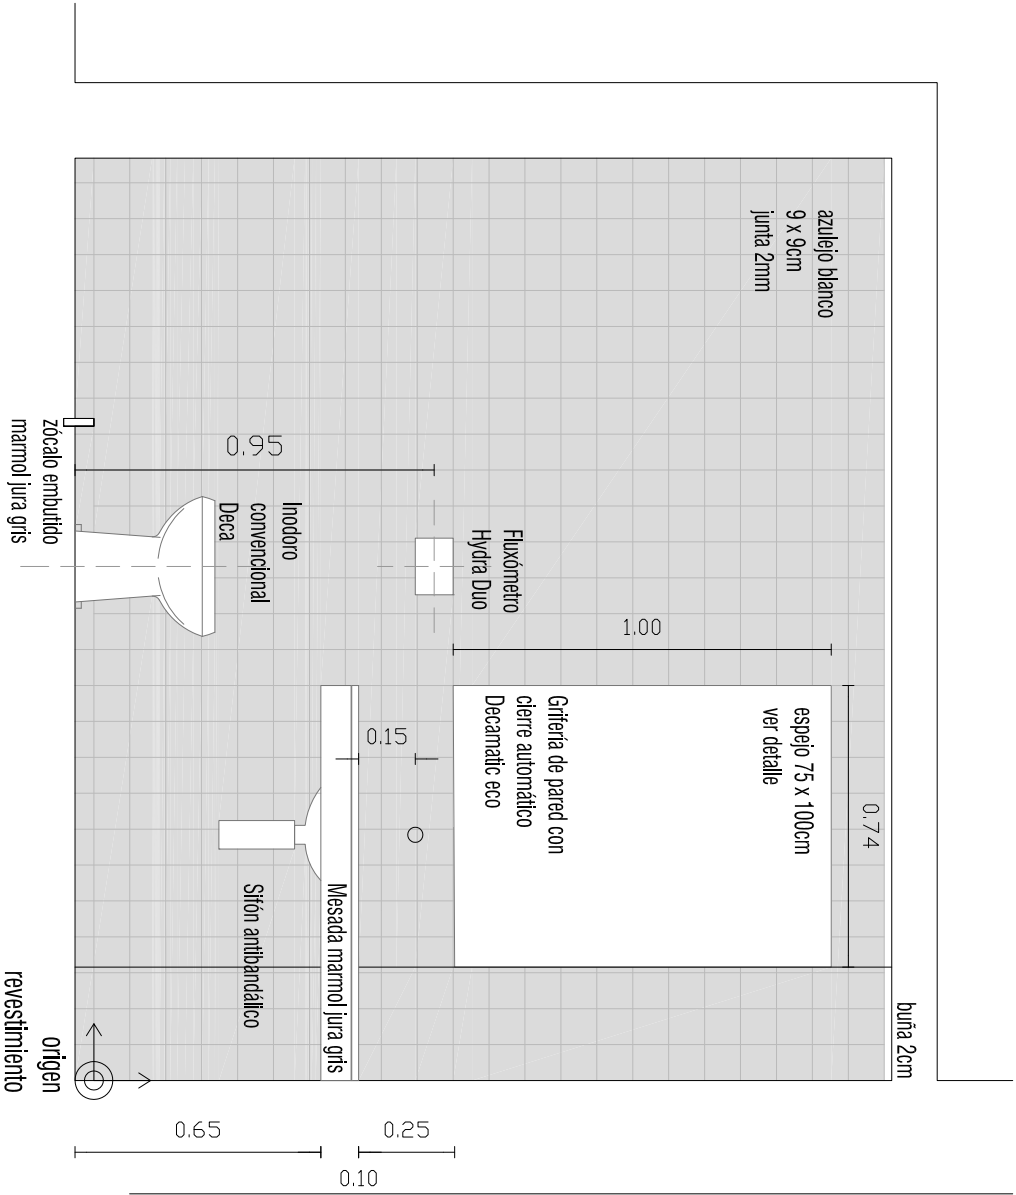 azulejo blanco
9 x 9cm
junta 2mm
zócalo embutido
marmol jura gris
0.95
Inodoro
convencional
Deca
Fluxómetro
Hydra Duo
1.00
espejo 75 x 100cm
ver detalle
0.74
Grifería de pared con
cierre automático
Decamatic eco
0.15
Mesada marmol jura gris
Sifón antibandálico
buña 2cm
origen
revestimiento
0.65
0.25
0.10